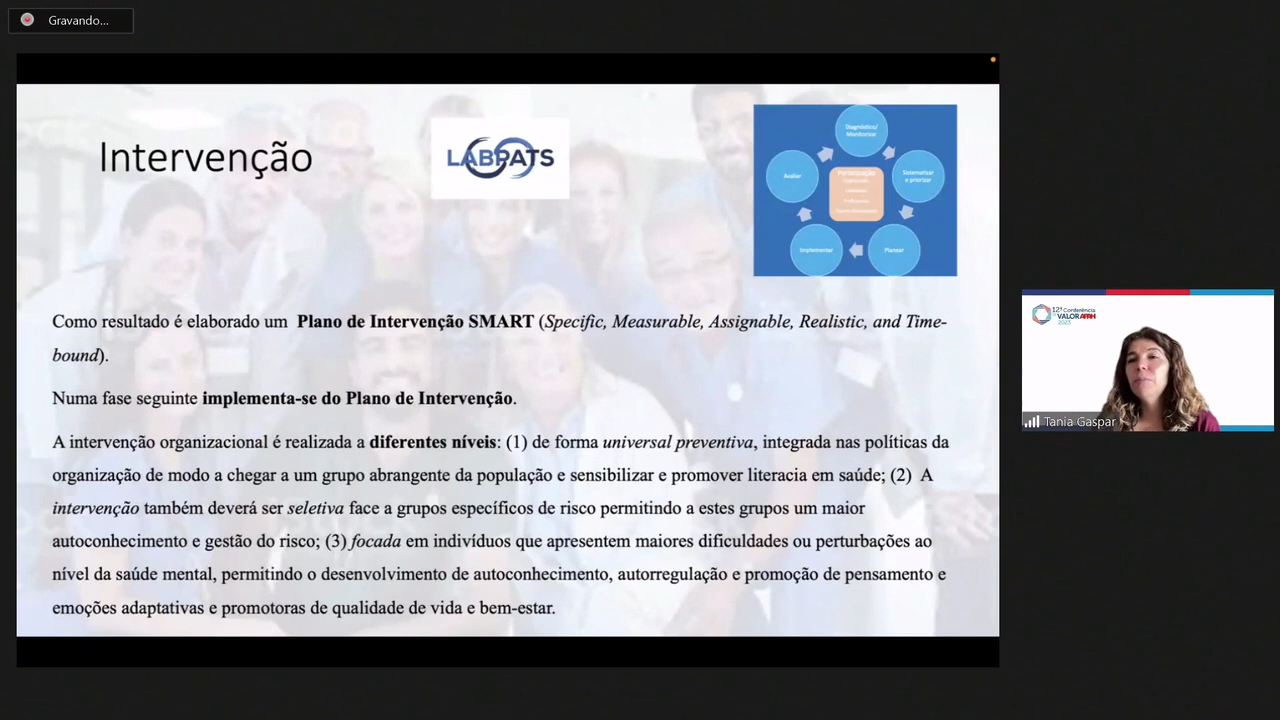 Gravando...
Intervenção
LABPATS
Diagnóstico/
Monitorizar
Sistematizar
e priorizar
Planear
Implementar
Avaliar
Participação
Como resultado é elaborado um Plano de Intervenção SMART (Specific, Measurable, Assignable, Realistic, and Time-
bound).
Numa fase seguinte implementa-se do Plano de Intervenção.
A intervenção organizacional é realizada a diferentes níveis: (1) de forma universal preventiva, integrada nas políticas da
organização de modo a chegar a um grupo abrangente da população e sensibilizar e promover literacia em saúde; (2) A
intervenção também deverá ser seletiva face a grupos específicos de risco permitindo a estes grupos um maior
autoconhecimento e gestão do risco; (3) focada em indivíduos que apresentem maiores dificuldades ou perturbações ao
nível da saúde mental, permitindo o desenvolvimento de autoconhecimento, autorregulação e promoção de pensamento e
emoções adaptativas e promotoras de qualidade de vida e bem-estar.
12ª Conferência
VALOR APAH
2023
Tania Gaspar